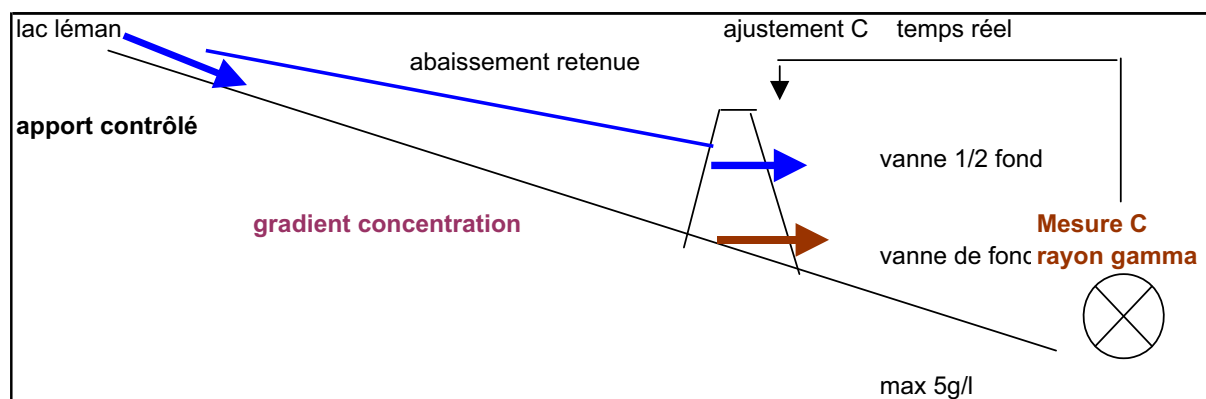 lac léman
ajustement C temps réel
abaissement retenue
apport contrôlé
vanne 1/2 fond
gradient concentration
Mesure C
vanne de fond
rayon gamma
max 5g/l